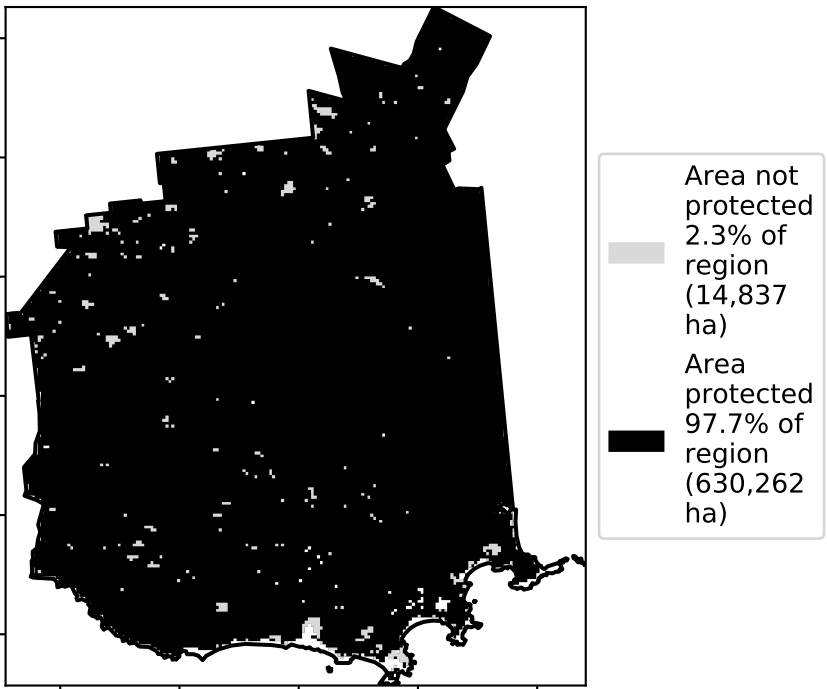 Area not
protected
2.3% of
region
(14,837
ha)
Area
protected
97.7% of
region
(630,262
ha)